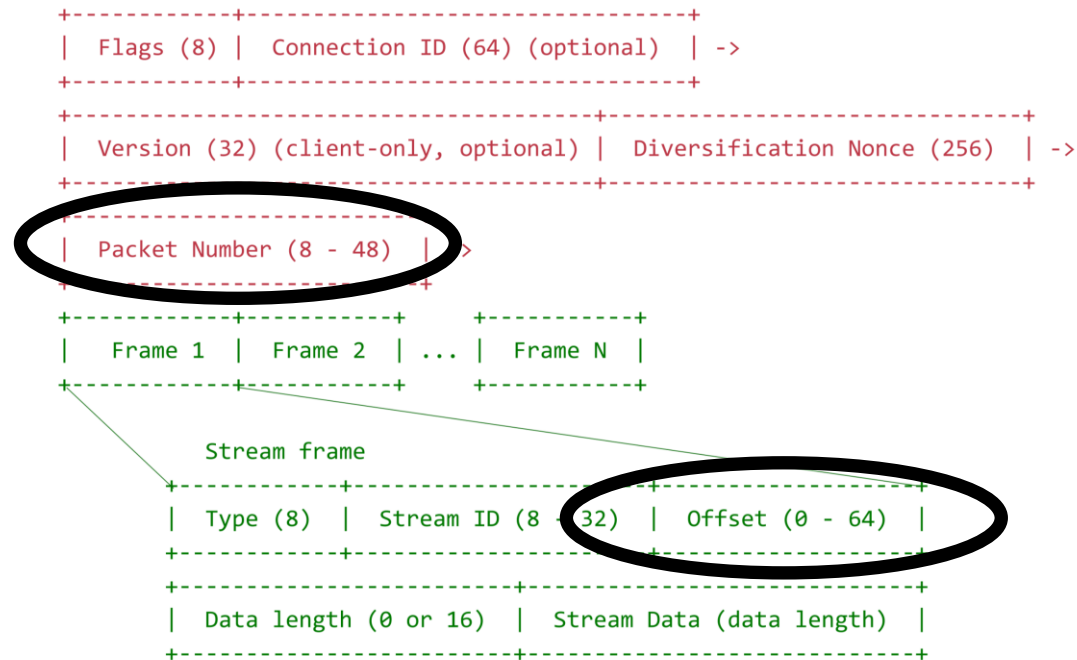 | Flags (8) | Connection ID (64) (optional) | ->
| Version (32) (client-only, optional) | Diversification Nonce (256) | ->
| Packet Number (8 - 48) | >
| Frame 1 | Frame 2 | ... | Frame N |
Stream frame
| Type (8) | Stream ID (8 - 32) | Offset (0 - 64) |
| Data length (0 or 16) | Stream Data (data length) |